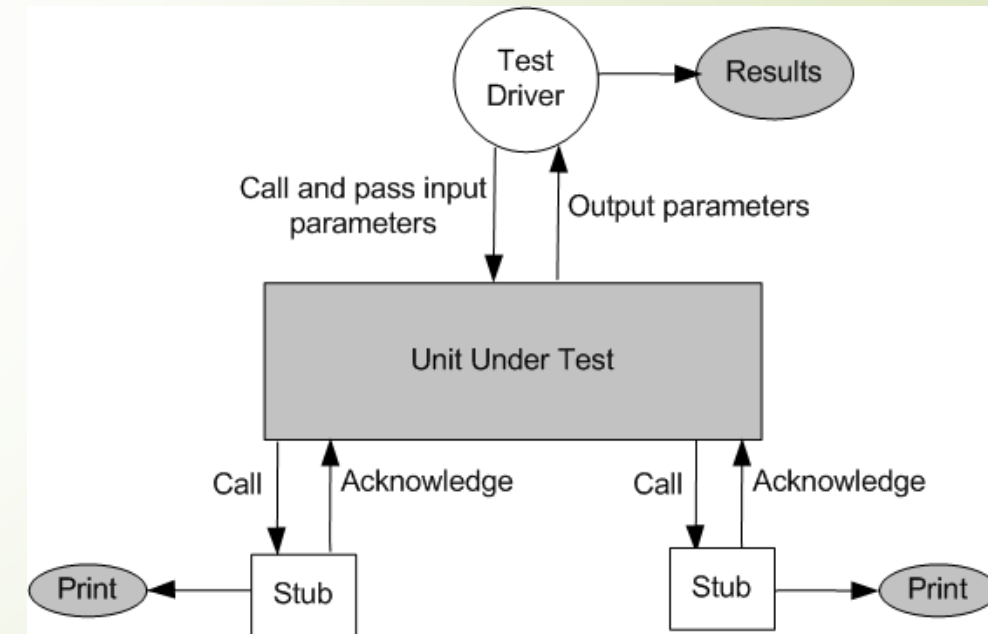 Test
Driver
Results
Call and pass input
parameters
Output parameters
Unit Under Test
Call
Acknowledge
Call
Acknowledge
Print
Stub
Stub
Print